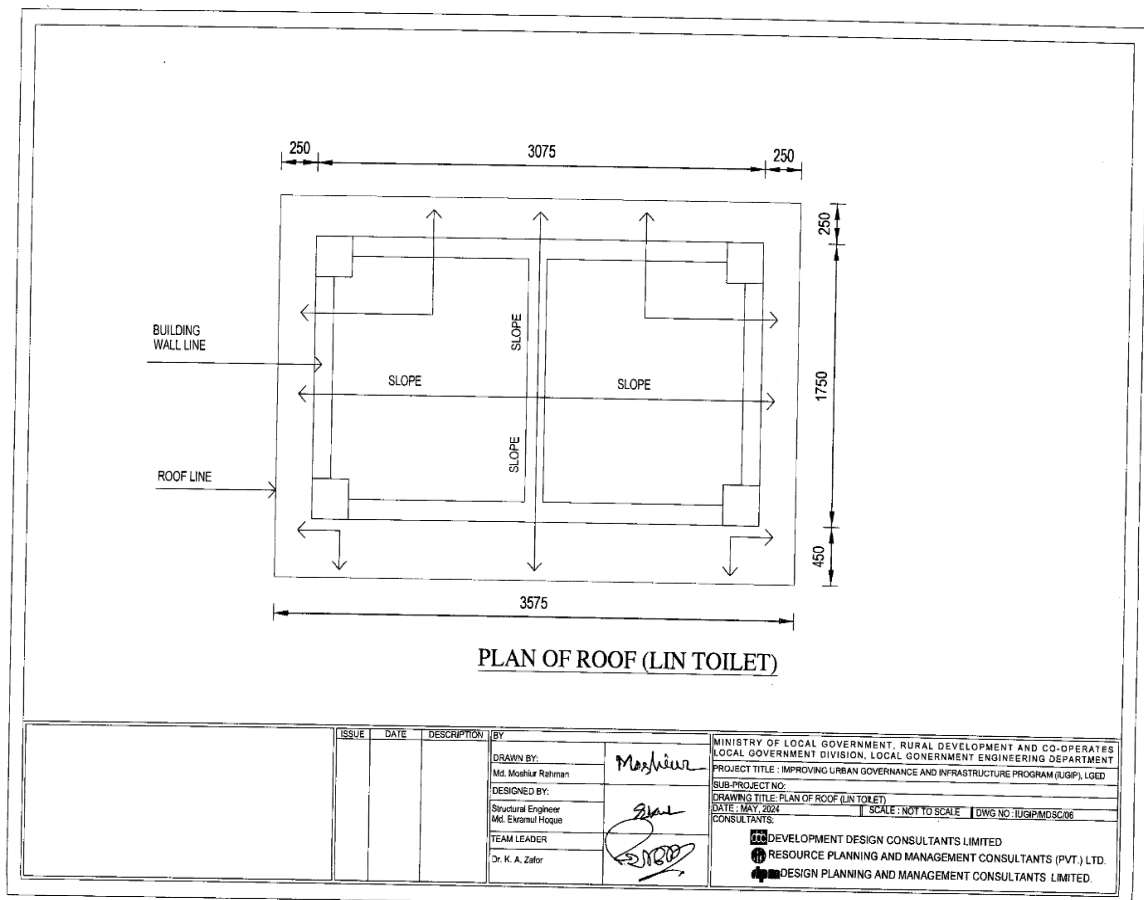 250
3075
250
250
BUILDING
WALL LINE
SLOPE
SLOPE
SLOPE
1750
SLOPE
ROOF LINE
450
3575
PLAN OF ROOF (LIN TOILET)
ISSUE DATE DESCRIPTION BY
DRAWN BY:
Md. Moshiur Rahman
Moshiur
DESIGNED BY:
Structural Engineer
Md. Ekramul Hoque
TEAM LEADER
Dr. K. A. Zafor
MINISTRY OF LOCAL GOVERNMENT, RURAL DEVELOPMENT AND CO-OPERATES
LOCAL GOVERNMENT DIVISION, LOCAL GONERNMENT ENGINEERING DEPARTMENT
PROJECT TITLE : IMPROVING URBAN GOVERNANCE AND INFRASTRUCTURE PROGRAM (IUGIP), LGED
SUB-PROJECT NO:
DRAWING TITLE: PLAN OF ROOF (LIN TOILET)
DATE : MAY, 2024 SCALE : NOT TO SCALE DWG NO : IUGIP/MDSC/06
CONSULTANTS:
DEVELOPMENT DESIGN CONSULTANTS LIMITED
RESOURCE PLANNING AND MANAGEMENT CONSULTANTS (PVT.) LTD.
dpm DESIGN PLANNING AND MANAGEMENT CONSULTANTS LIMITED.